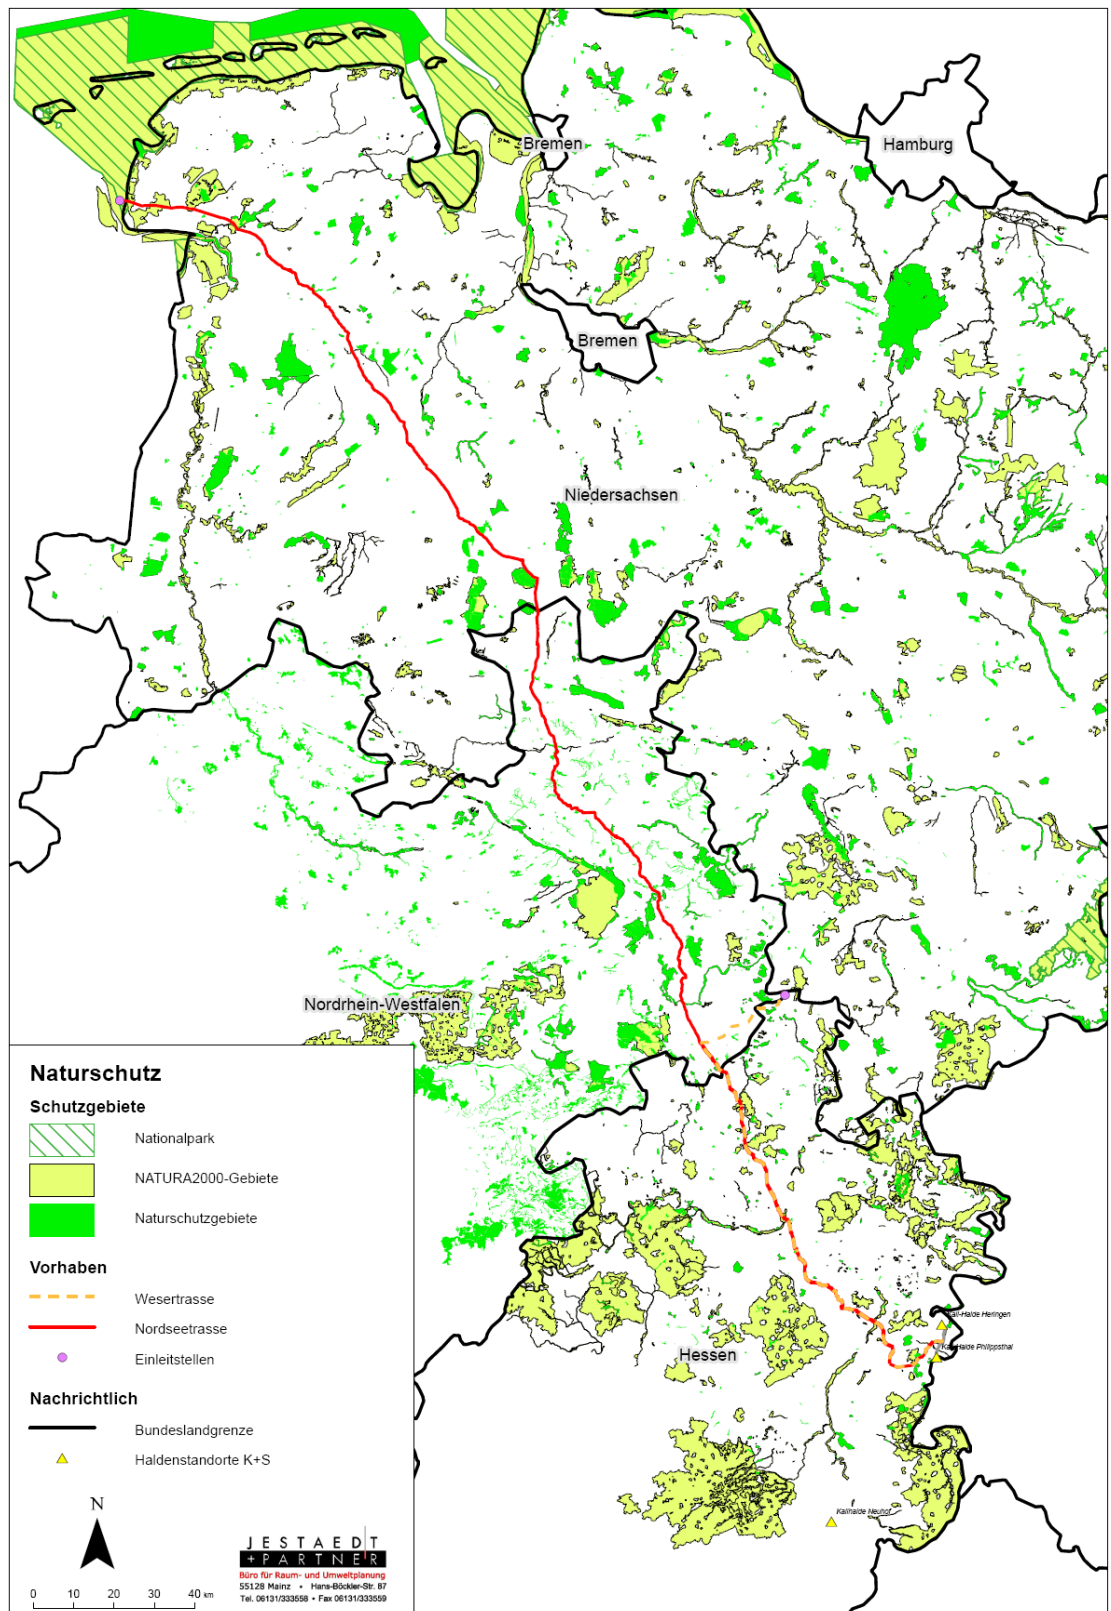 Bremen
Hamburg
Bremen
Niedersachsen
Nordrhein-Westfalen
Hessen
Kali-Halde Heringen
Kali-Halde Philippsthal
Kalihalde Neuhof
Naturschutz
Schutzgebiete
Nationalpark
NATURA2000-Gebiete
Naturschutzgebiete
Vorhaben
Wesertrasse
Nordseetrasse
Einleitstellen
Nachrichtlich
Bundeslandgrenze
Haldenstandorte K+S
N
0 10 20 30 40 km
JESTAEDT
+PARTNER
Büro für Raum- und Umweltplanung
55128 Mainz • Hans-Böckler-Str. 87
Tel. 06131/333558 • Fax 06131/333559